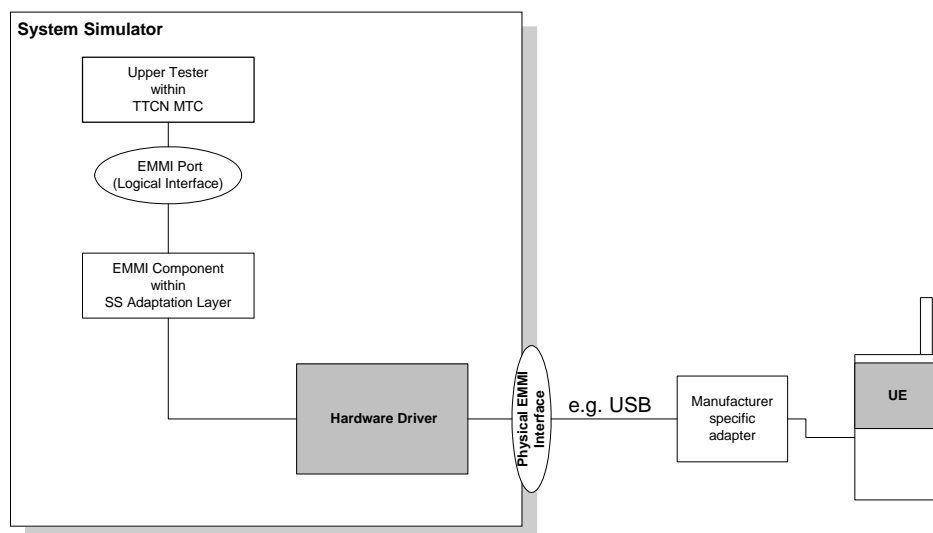 System Simulator
Upper Tester
within
TTCN MTC
EMMI Port
(Logical Interface)
EMMI Component
within
SS Adaptation Layer
Hardware Driver
Physical EMMI
Interface
e.g. USB
Manufacturer
specific
adapter
UE